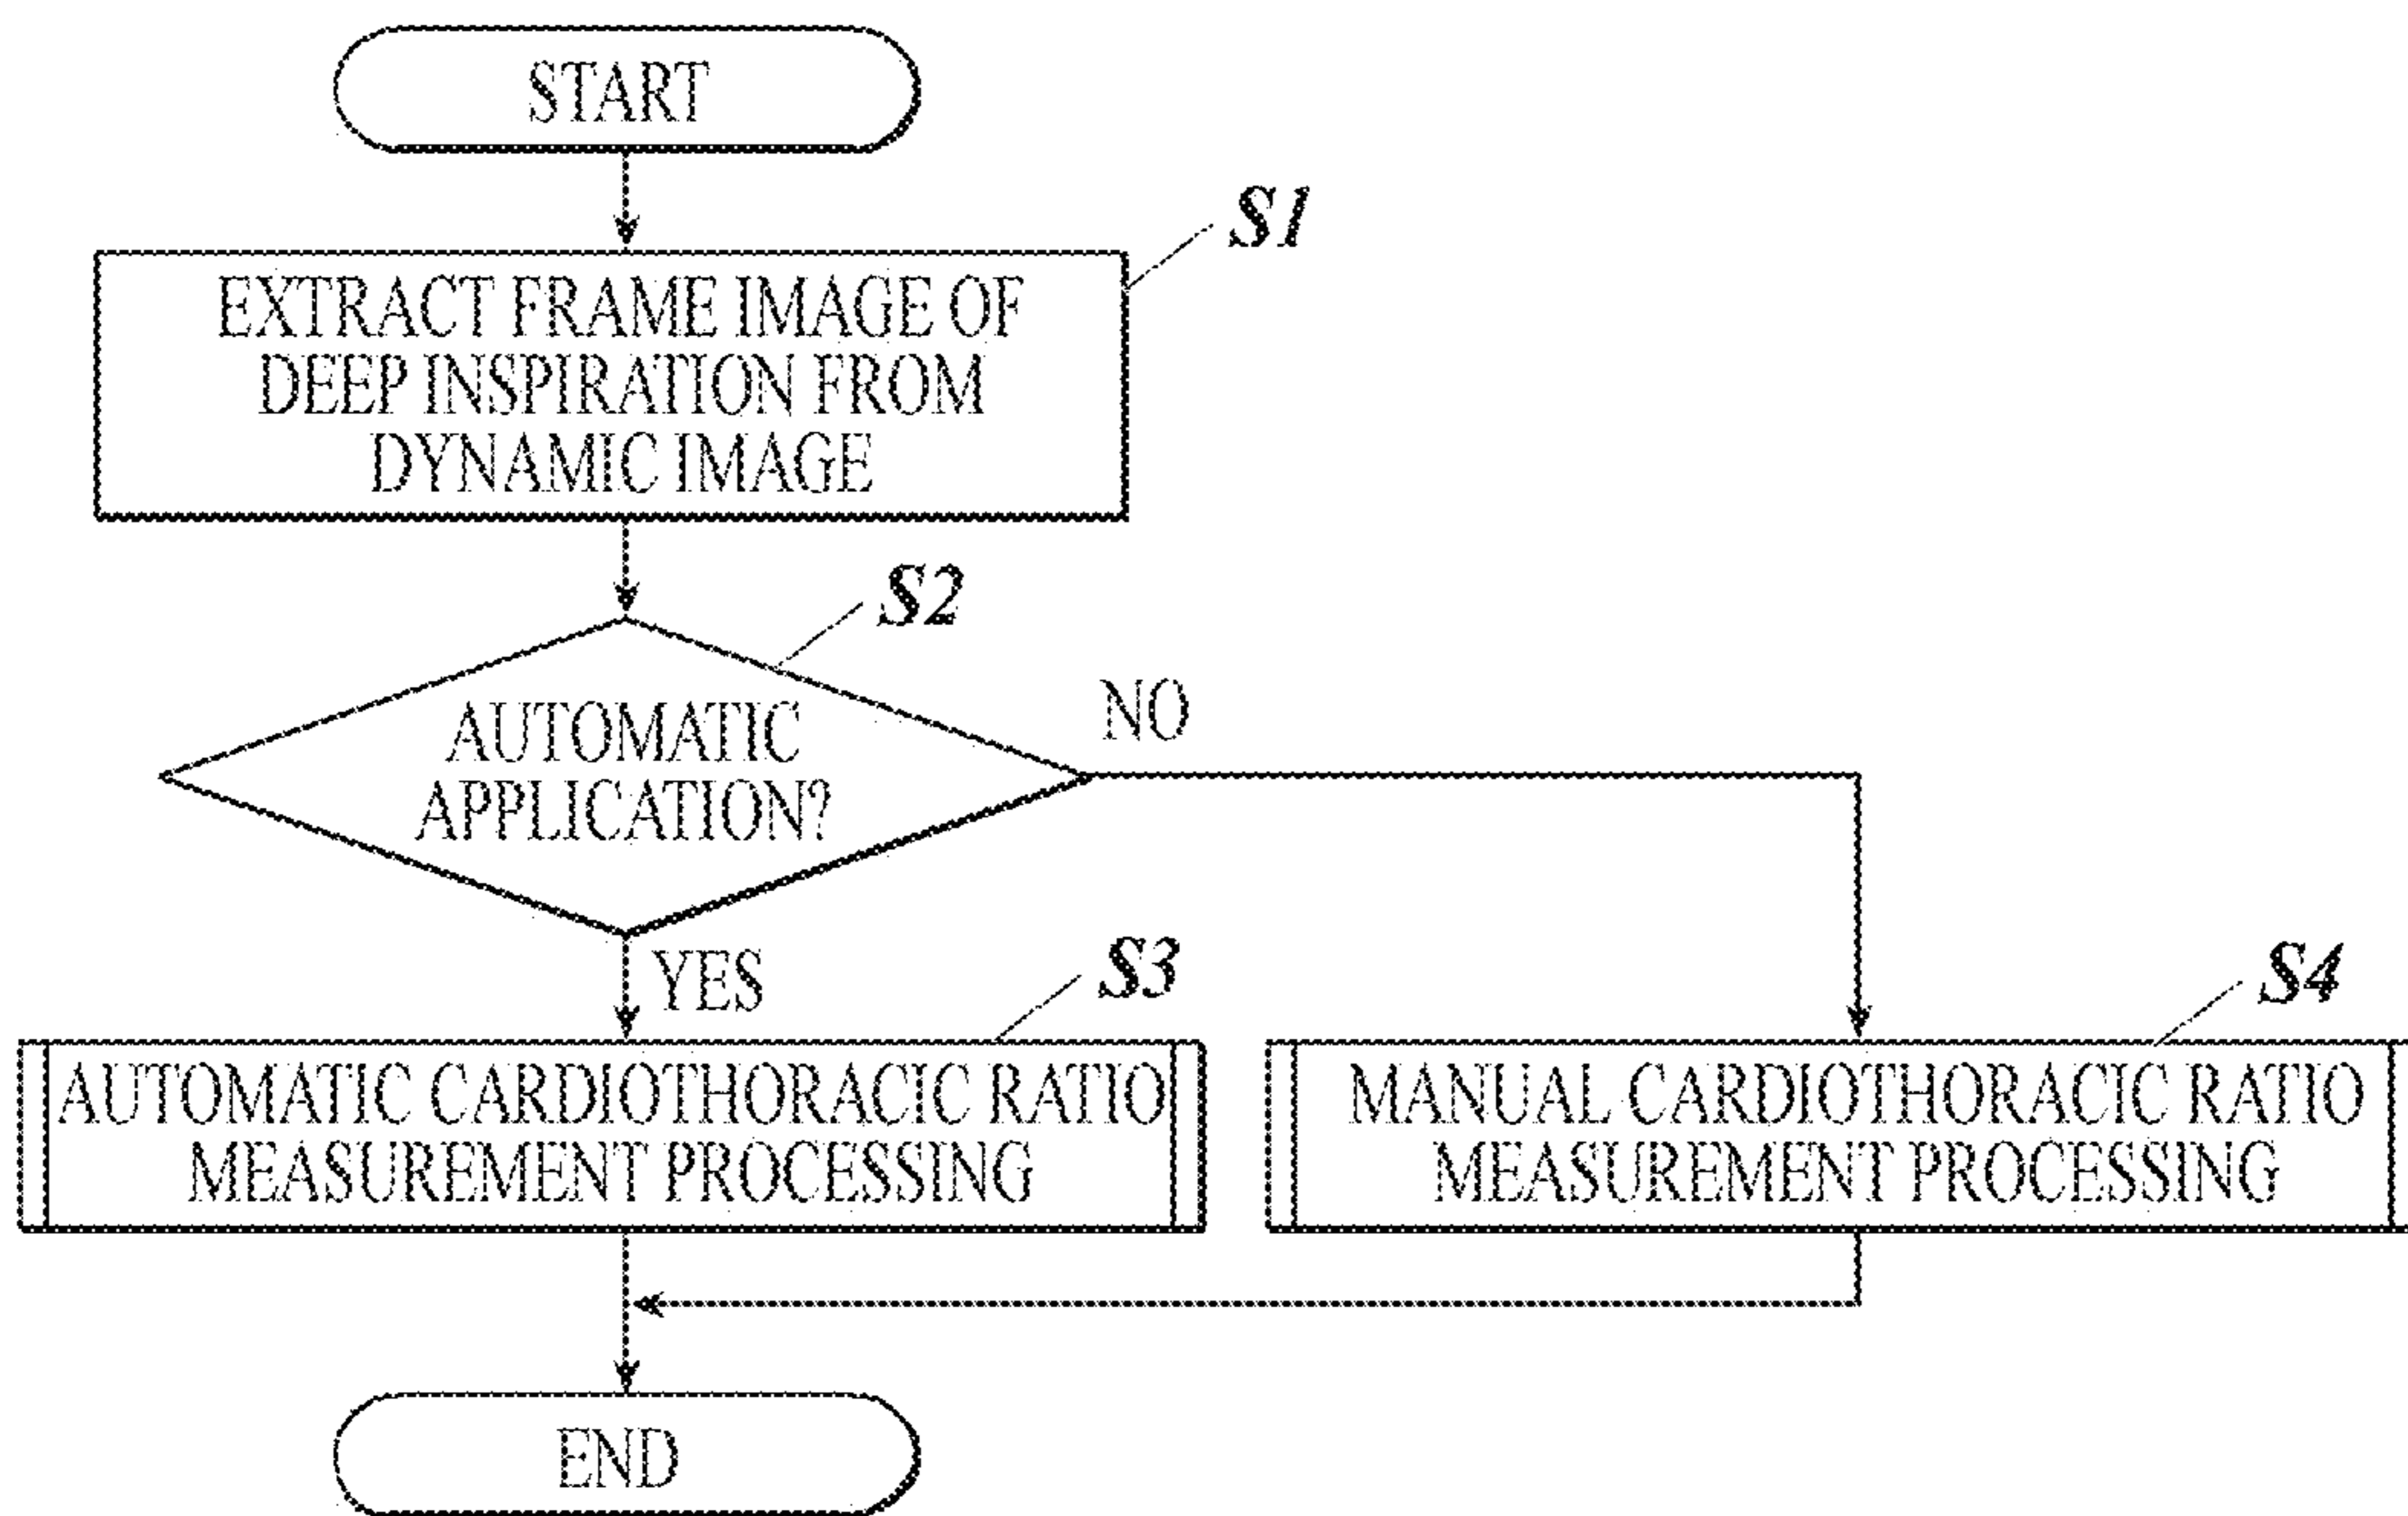 START
S1
EXTRACT FRAME IMAGE OF
DEEP INSPIRATION FROM
DYNAMIC IMAGE
S2
AUTOMATIC
APPLICATION?
NO
YES
S3
AUTOMATIC CARDIOTHORACIC RATIO
MEASUREMENT PROCESSING
S4
MANUAL CARDIOTHORACIC RATIO
MEASUREMENT PROCESSING
END